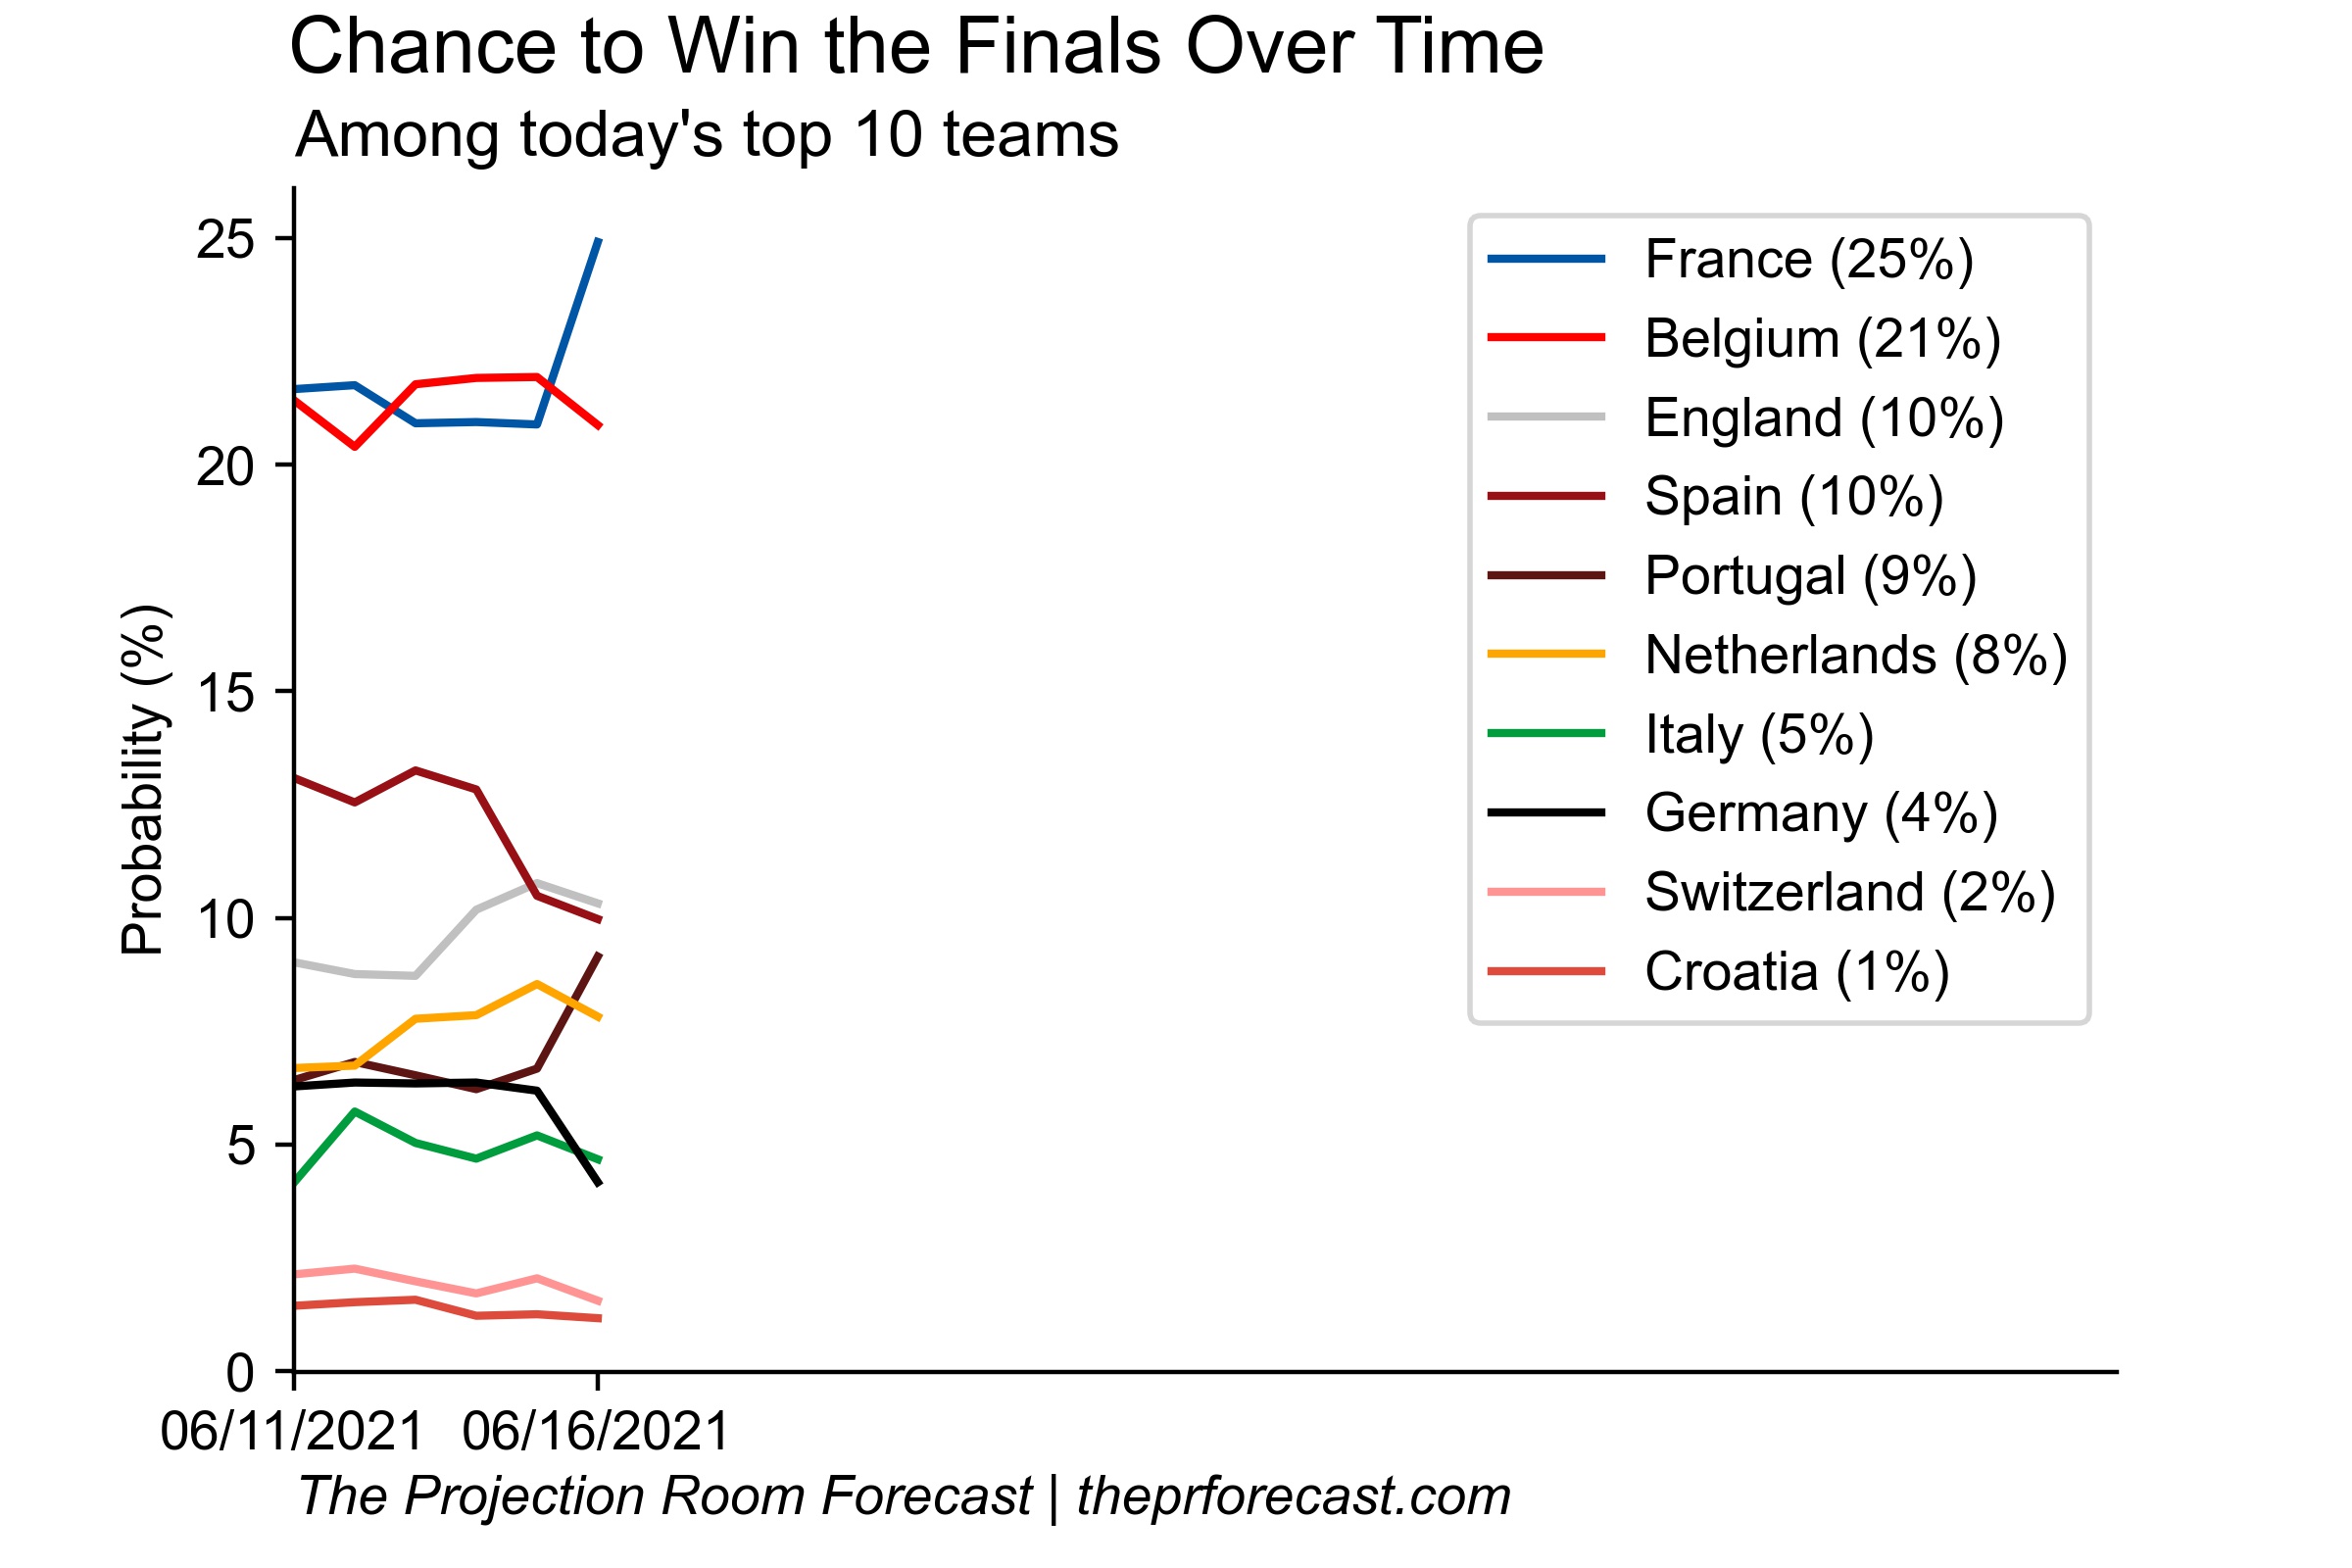 Chance to Win the Finals Over Time
Among today's top 10 teams
25
20
15
10
5
0
Probability (%)
France (25%)
Belgium (21%)
England (10%)
Spain (10%)
Portugal (9%)
Netherlands (8%)
Italy (5%)
Germany (4%)
Switzerland (2%)
Croatia (1%)
06/11/2021 06/16/2021
The Projection Room Forecast | theprforecast.com